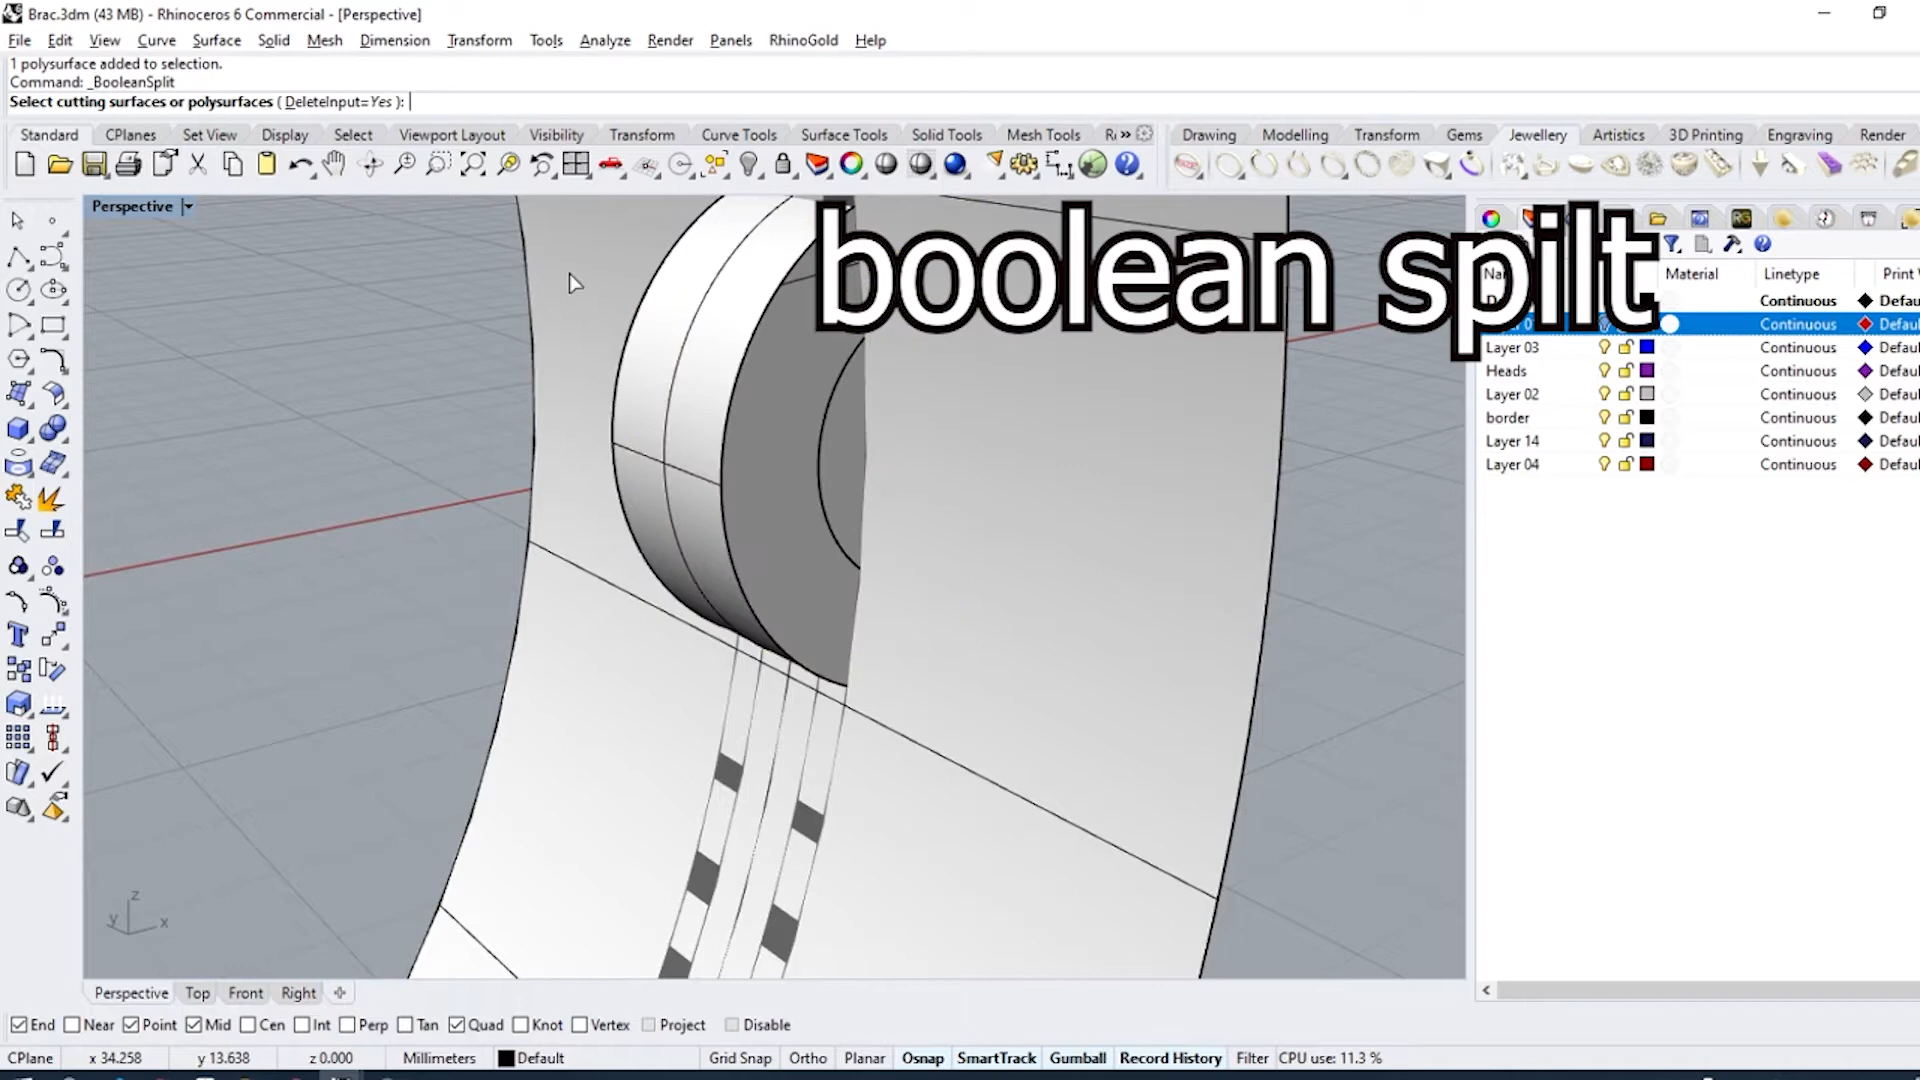 Brac.3dm (43 MB) - Rhinoceros 6 Commercial - [Perspective]
File Edit View Curve Surface Solid Mesh Dimension Transform Tools Analyze Render Panels RhinoGold Help
1 polysurface added to selection.
Command: _BooleanSplit
Select cutting surfaces or polysurfaces ( DeleteInput=Yes ):
Standard CPlanes Set View Display Select Viewport Layout Visibility Transform Curve Tools Surface Tools Solid Tools Mesh Tools » Drawing Modelling Transform Gems Jewellery Artistics 3D Printing Engraving Render
Perspective
boolean spilt
Material Linetype Print
Continuous Defau
Continuous Defau
Layer 03 Continuous Defau
Heads Continuous Defau
Layer 02 Continuous Defau
border Continuous Defau
Layer 14 Continuous Defau
Layer 04 Continuous Defau
z
y x
Perspective Top Front Right
End Near Point Mid Cen Int Perp Tan Quad Knot Vertex Project Disable
CPlane x 34.258 y 13.638 z 0.000 Millimeters Default Grid Snap Ortho Planar Osnap SmartTrack Gumball Record History Filter CPU use: 11.3 %